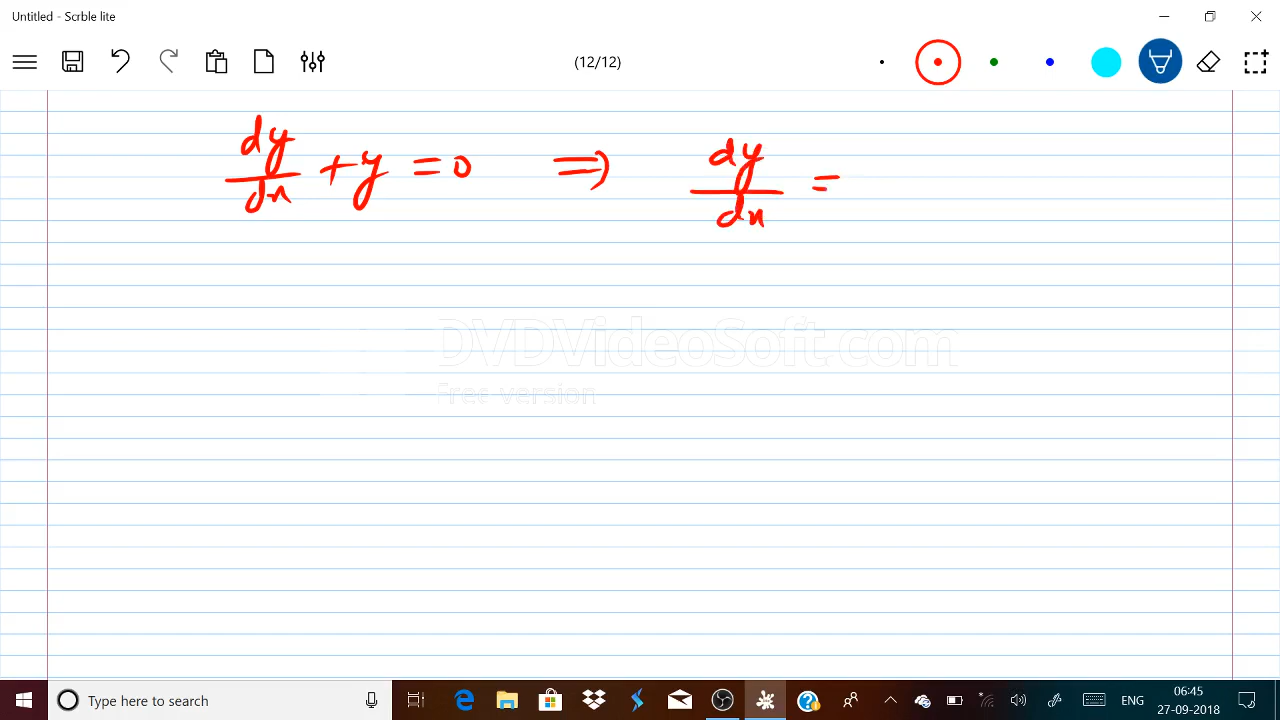 Untitled - Scrble lite
(12/12)
dy/dx + y = 0 ⇒ dy/dx =
DVDVideoSoft.com
Free version
Type here to search
ENG
06:45
27-09-2018